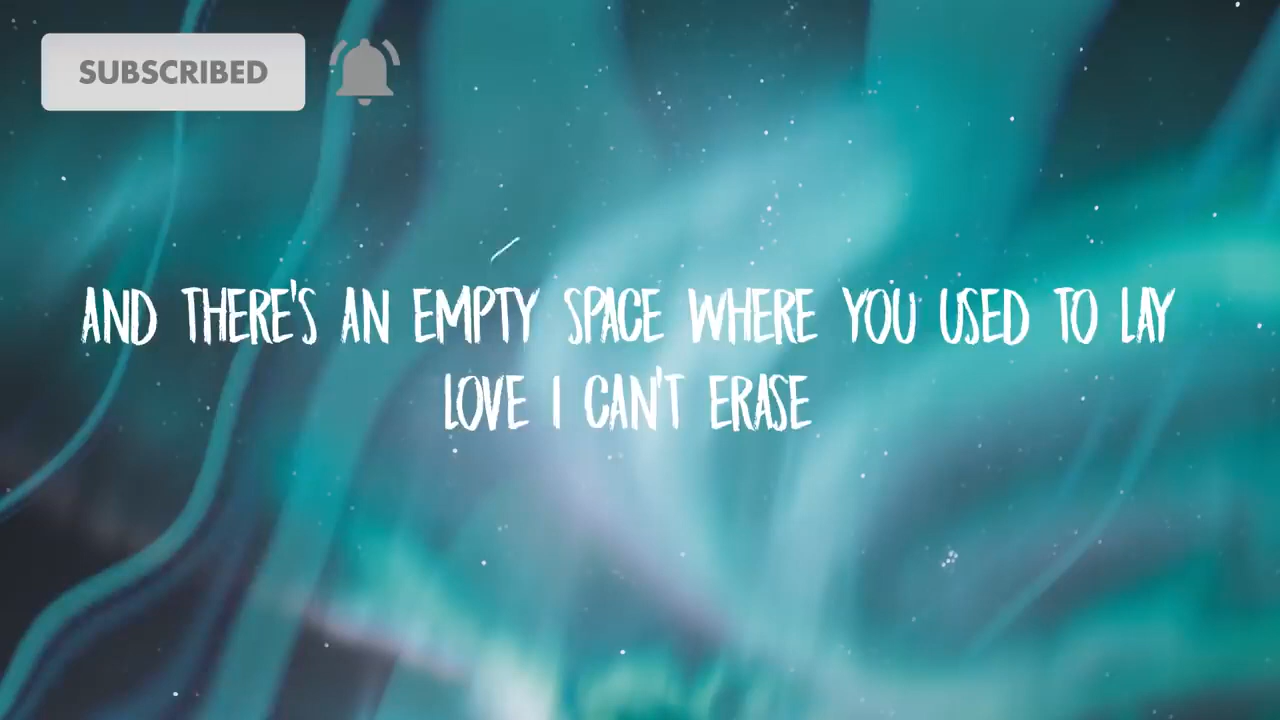 SUBSCRIBED
AND THERE'S AN EMPTY SPACE WHERE YOU USED TO LAY
LOVE I CAN'T ERASE